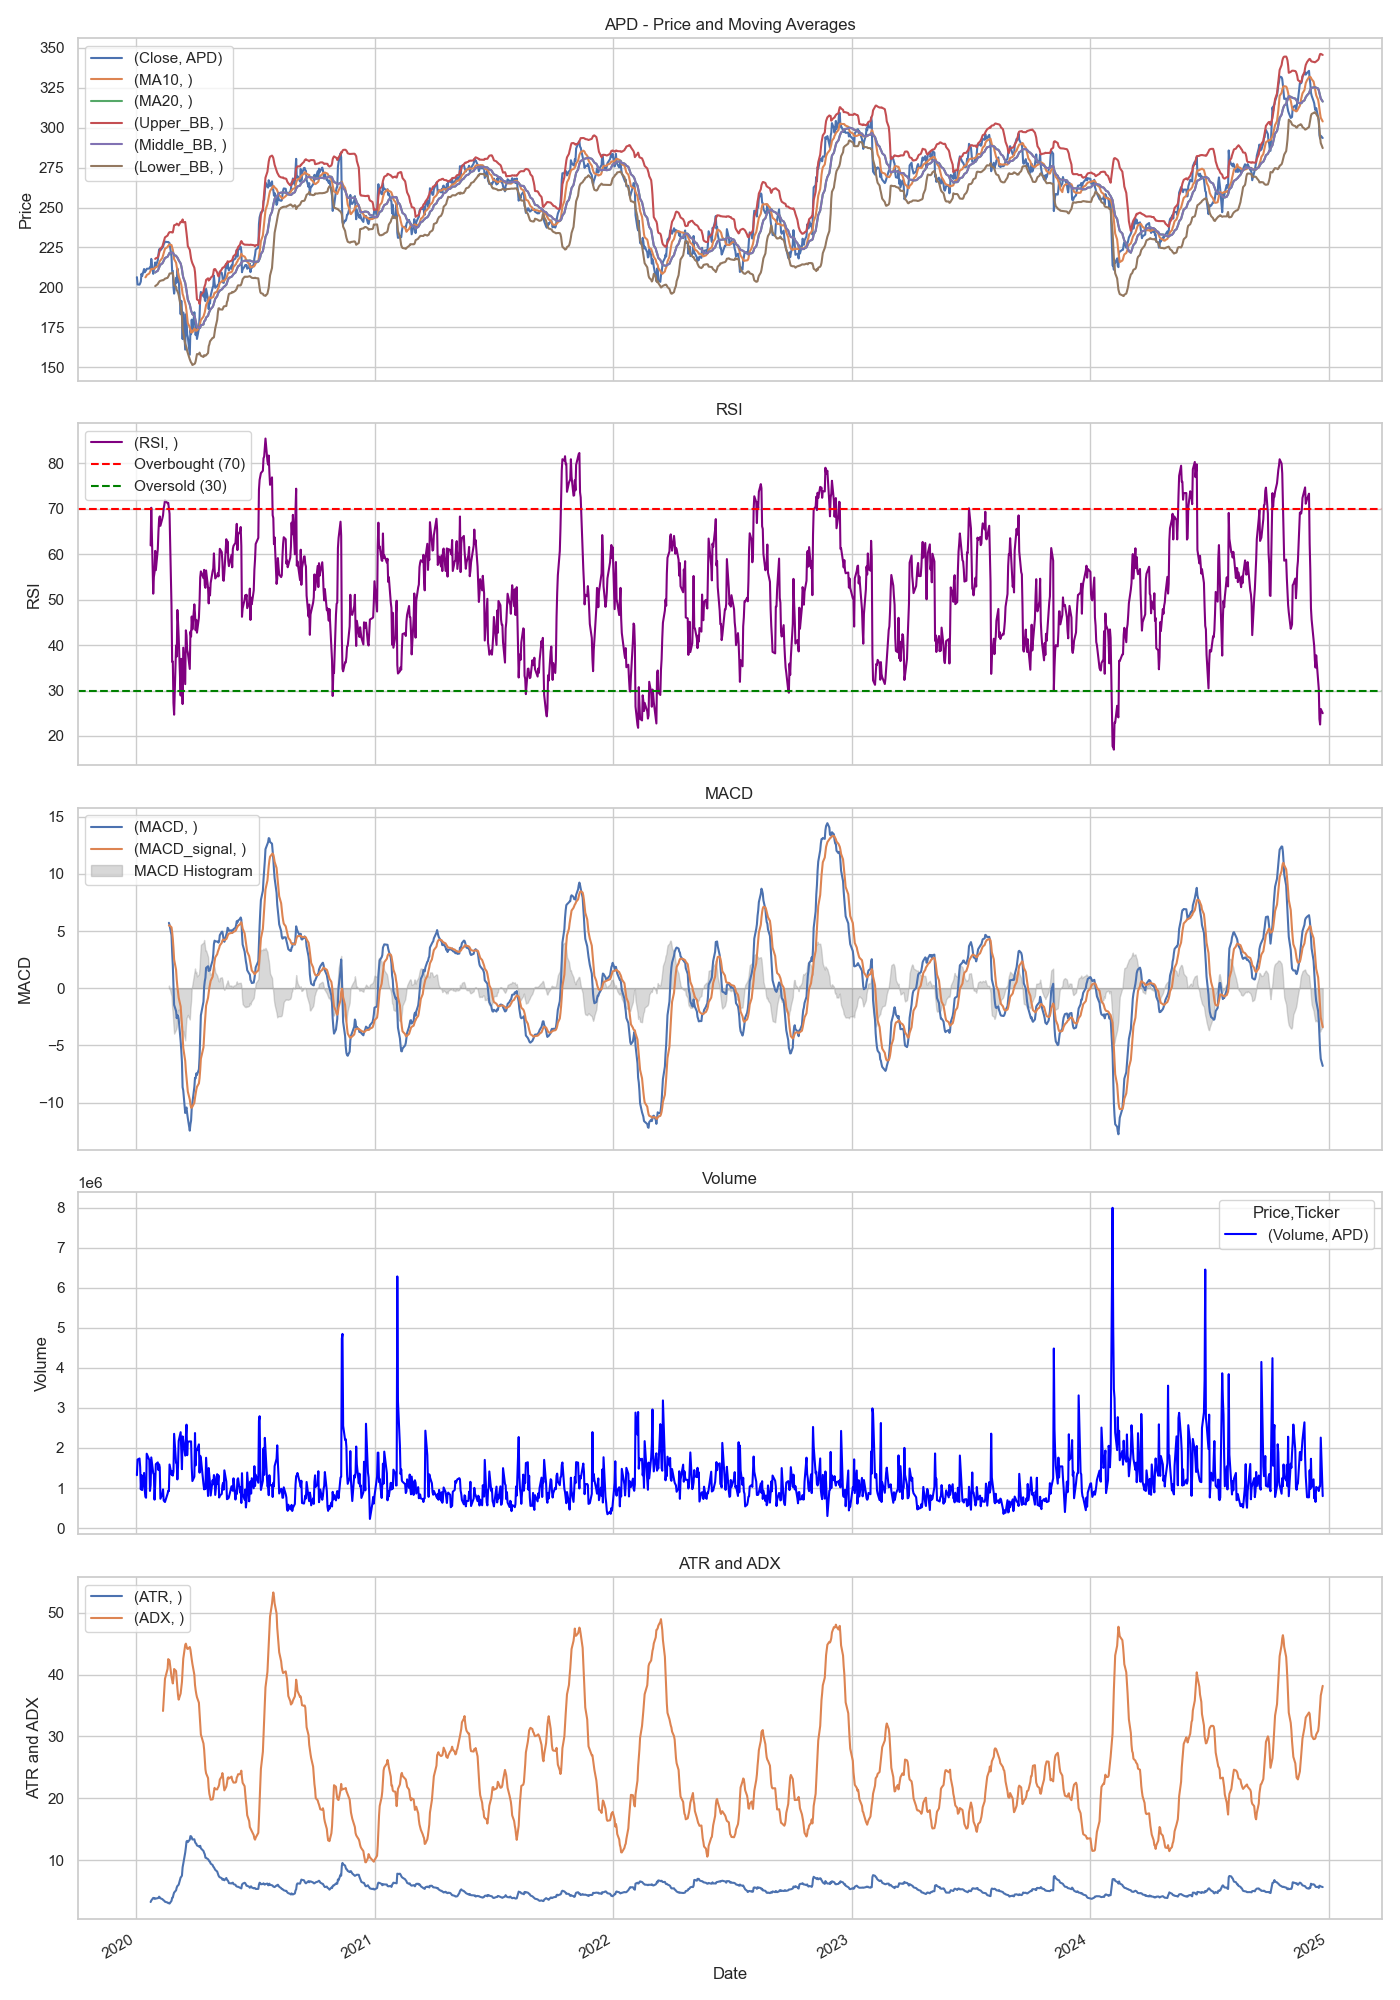 APD - Price and Moving Averages
350
325
300
275
250
225
200
175
150
Price
(Close, APD)
(MA10, )
(MA20, )
(Upper_BB, )
(Middle_BB, )
(Lower_BB, )
RSI
80
70
60
50
40
30
20
RSI
(RSI, )
Overbought (70)
Oversold (30)
MACD
15
10
5
0
−5
−10
MACD
(MACD, )
(MACD_signal, )
MACD Histogram
Volume
1e6
8
7
6
5
4
3
2
1
0
Volume
Price,Ticker
(Volume, APD)
ATR and ADX
50
40
30
20
10
ATR and ADX
(ATR, )
(ADX, )
2020
2021
2022
2023
2024
2025
Date